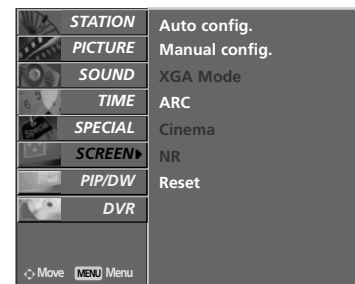 STATION
PICTURE
SOUND
TIME
SPECIAL
SCREEN
PIP/DW
DVR
Auto config.
Manual config.
XGA Mode
ARC
Cinema
NR
Reset
Move MENU Menu